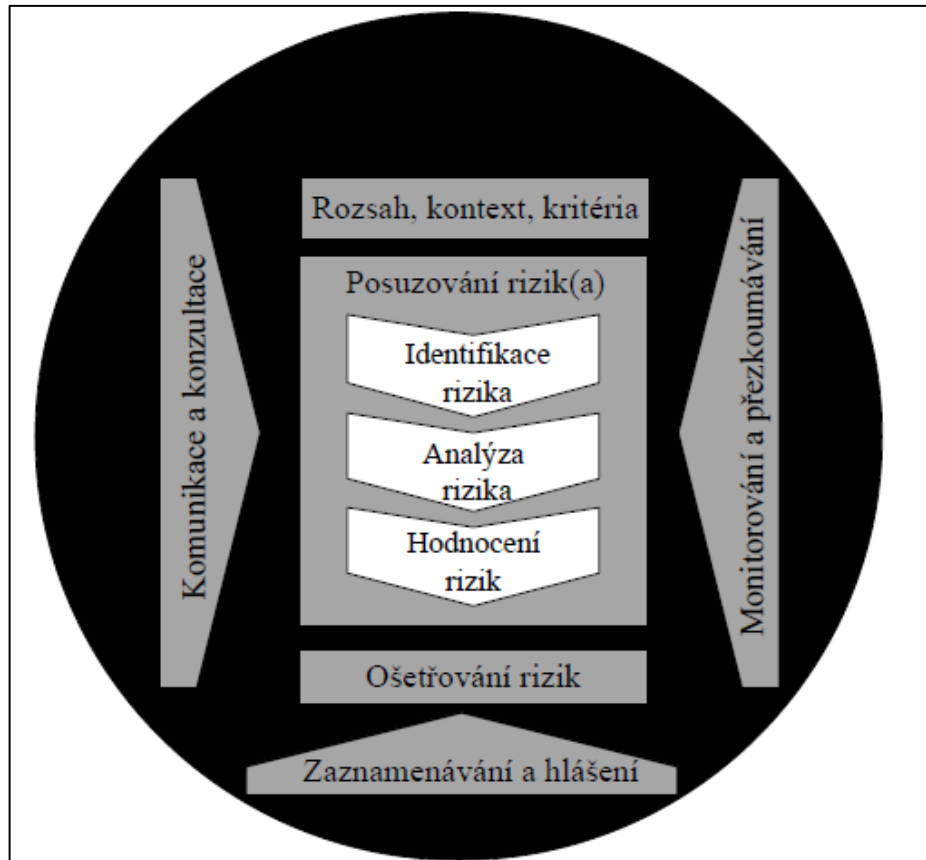 Rozsah, kontext, kritéria
Posuzování rizik(a)
Identifikace
rizika
Analýza
rizika
Hodnocení
rizik
Ošetřování rizik
Zaznamenávání a hlášení
Komunikace a konzultace
Monitorování a přezkoumávání